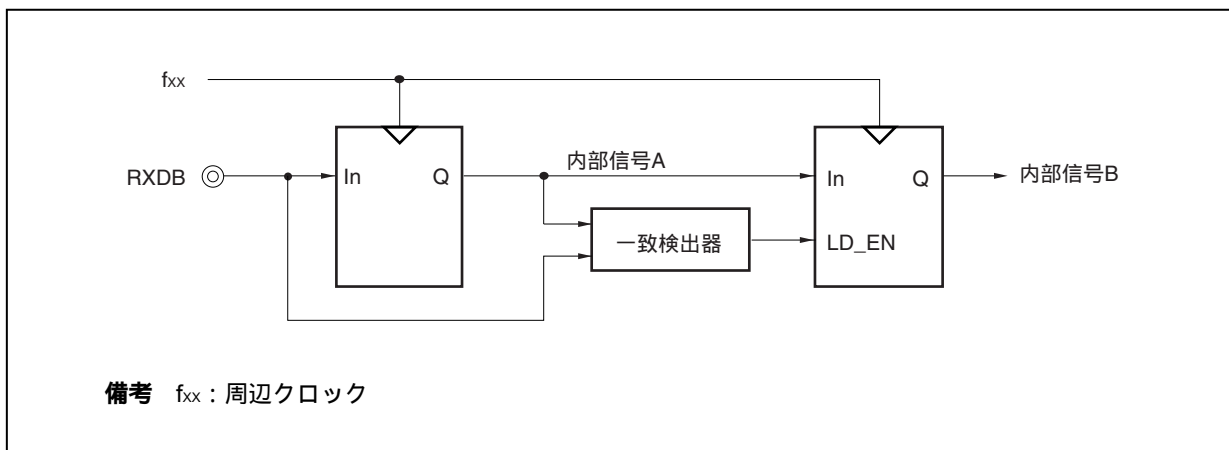 fxx
RXDB
In
Q
内部信号A
一致検出器
In
Q
LD_EN
内部信号B
備考 fxx：周辺クロック